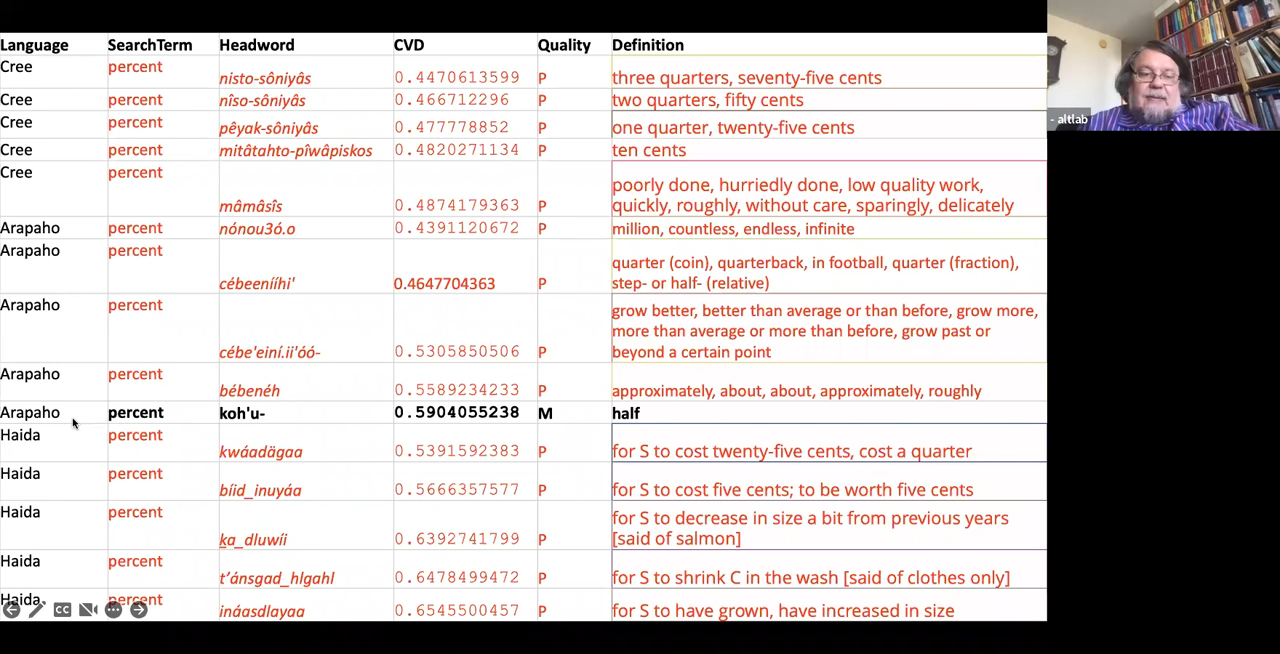 Language SearchTerm Headword CVD Quality Definition
Cree percent nisto-sôniyâs 0.4470613599 P three quarters, seventy-five cents
Cree percent nîso-sôniyâs 0.466712296 P two quarters, fifty cents
Cree percent pêyak-sôniyâs 0.477778852 P one quarter, twenty-five cents
Cree percent mitâtahto-pîwâpiskos 0.4820271134 P ten cents
Cree percent mâmâsîs 0.4874179363 P poorly done, hurriedly done, low quality work,
quickly, roughly, without care, sparingly, delicately
Arapaho percent nónou3ó.o 0.4391120672 P million, countless, endless, infinite
Arapaho percent cébeeníihi' 0.4647704363 P quarter (coin), quarterback, in football, quarter (fraction),
step- or half- (relative)
Arapaho percent cébe'einí.ii'óó- 0.5305850506 P grow better, better than average or than before, grow more,
more than average or more than before, grow past or
beyond a certain point
Arapaho percent bébenéh 0.5589234233 P approximately, about, about, approximately, roughly
Arapaho percent koh'u- 0.5904055238 M half
Haida percent kwáadägaa 0.5391592383 P for S to cost twenty-five cents, cost a quarter
Haida percent bíid_inuyáa 0.5666357577 P for S to cost five cents; to be worth five cents
Haida percent ḵa_dluwíi 0.6392741799 P for S to decrease in size a bit from previous years
[said of salmon]
Haida percent t'ánsgad_hlgahl 0.6478499472 P for S to shrink C in the wash [said of clothes only]
Haida percent ináasdlayaa 0.6545500457 P for S to have grown, have increased in size
CC
- altlab